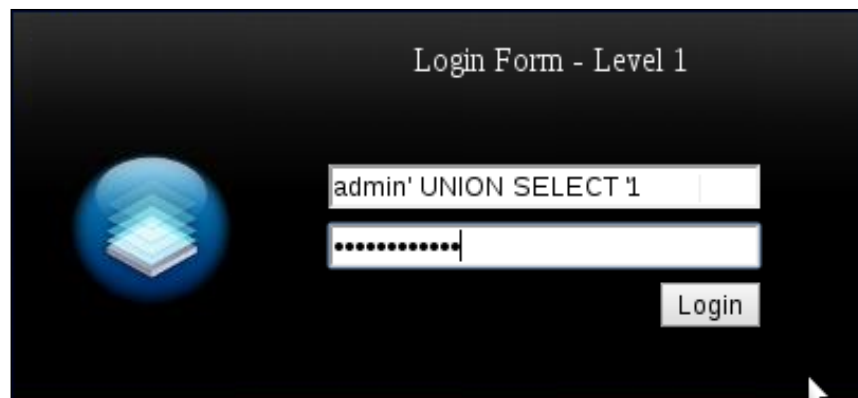 Login Form - Level 1
admin' UNION SELECT '1
••••••••••••
Login